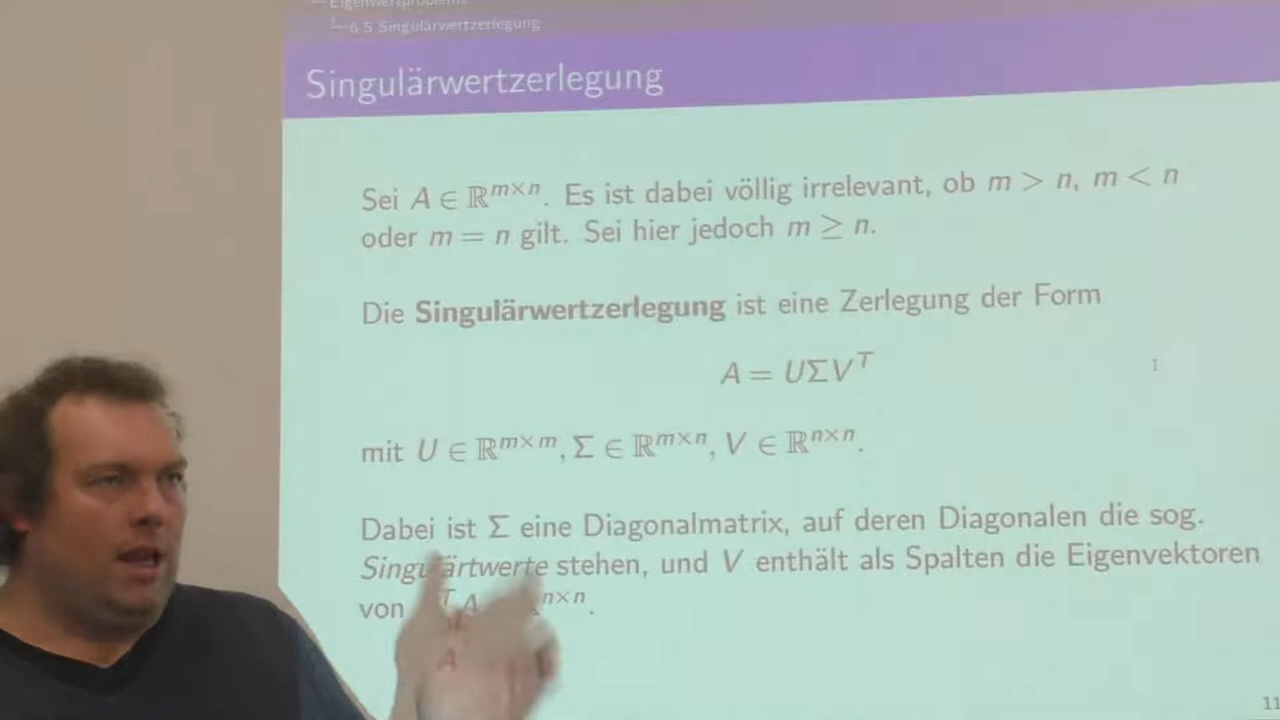 Eigenwertprobleme
6.5 Singulärwertzerlegung
Singulärwertzerlegung
Sei A ∈ ℝ^{m×n}. Es ist dabei völlig irrelevant, ob m > n, m < n
oder m = n gilt. Sei hier jedoch m ≥ n.
Die Singulärwertzerlegung ist eine Zerlegung der Form
A = UΣV^T
mit U ∈ ℝ^{m×m}, Σ ∈ ℝ^{m×n}, V ∈ ℝ^{n×n}.
Dabei ist Σ eine Diagonalmatrix, auf deren Diagonalen die sog.
Singulärtwerte stehen, und V enthält als Spalten die Eigenvektoren
von ^T A ^{n×n}.
A
11